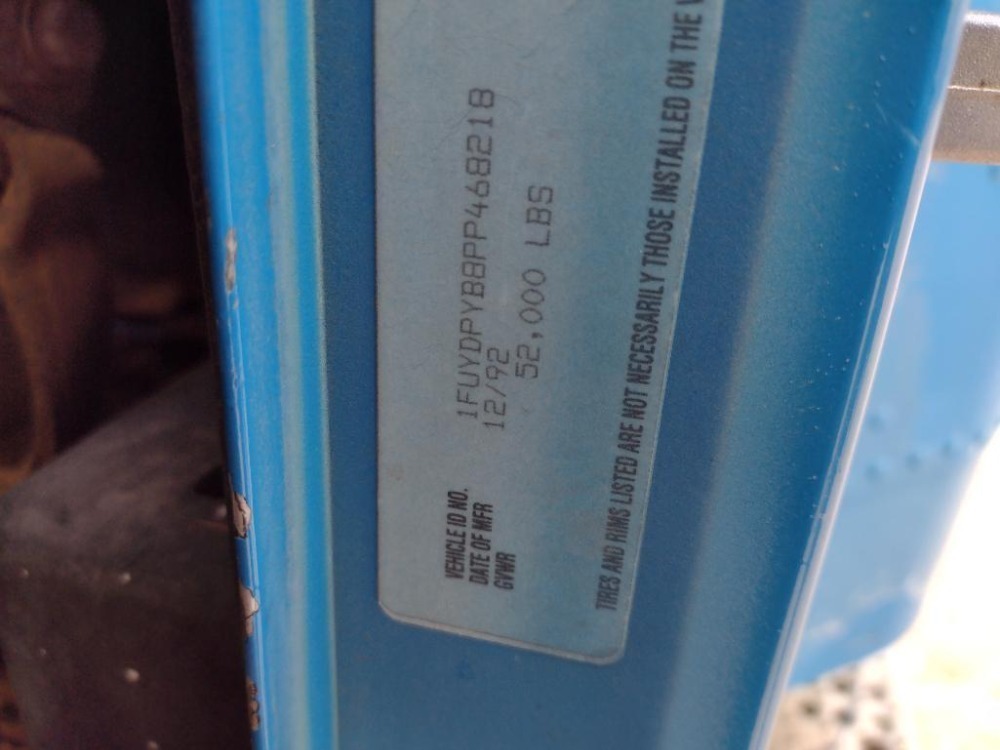 VEHICLE ID NO. 1FUYDPYB8PP468218
DATE OF MFR 12/92
GVWR 52,000 LBS
TIRES AND RIMS LISTED ARE NOT NECESSARILY THOSE INSTALLED ON THE